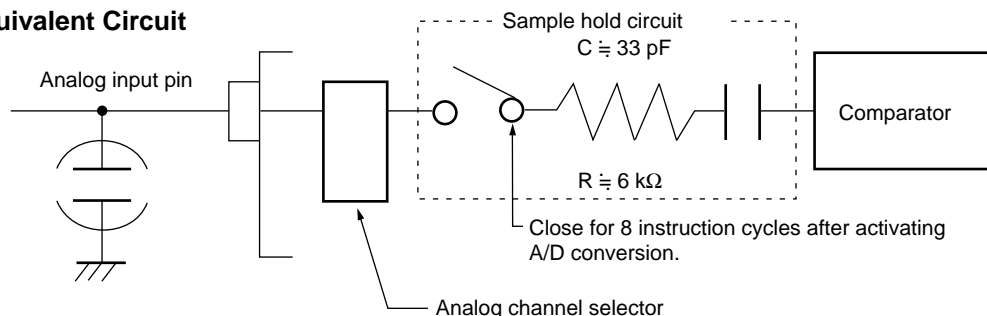 uivalent Circuit
Sample hold circuit
C ≒ 33 pF
Analog input pin
Comparator
R ≒ 6 kΩ
Close for 8 instruction cycles after activating
A/D conversion.
Analog channel selector